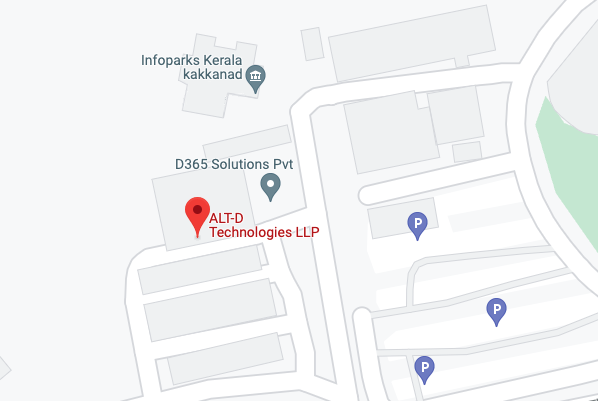 Infoparks Kerala
kakkanad
D365 Solutions Pvt
ALT-D
Technologies LLP
P
P
P